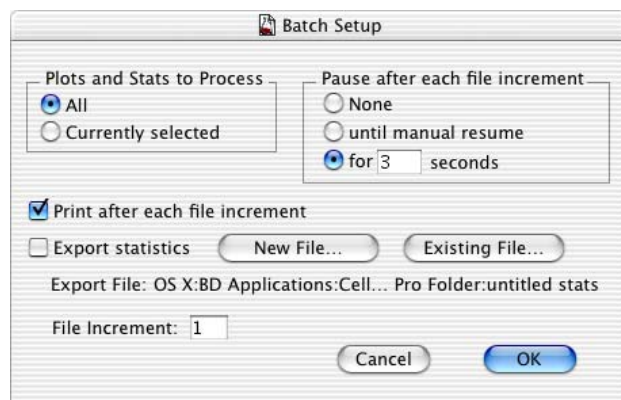 Batch Setup
Plots and Stats to Process
All
Currently selected
Pause after each file increment
None
until manual resume
for 3 seconds
Print after each file increment
Export statistics New File... Existing File...
Export File: OS X:BD Applications:Cell... Pro Folder:untitled stats
File Increment: 1
Cancel OK